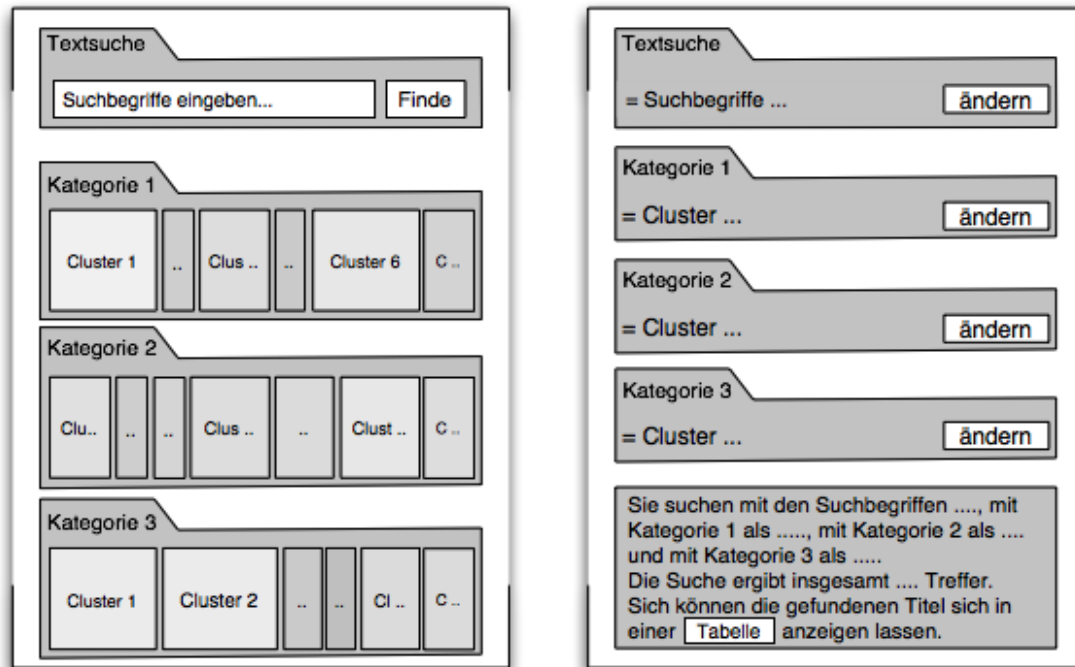 Textsuche
Suchbegriffe eingeben... Finde
Kategorie 1
Cluster 1 .. Clus .. .. Cluster 6 C ..
Kategorie 2
Clu.. .. .. Clus .. .. Clust .. C ..
Kategorie 3
Cluster 1 Cluster 2 .. .. Cl .. C ..
Textsuche
= Suchbegriffe ... ändern
Kategorie 1
= Cluster ... ändern
Kategorie 2
= Cluster ... ändern
Kategorie 3
= Cluster ... ändern
Sie suchen mit den Suchbegriffen ...., mit
Kategorie 1 als ....., mit Kategorie 2 als ....
und mit Kategorie 3 als .....
Die Suche ergibt insgesamt .... Treffer.
Sich können die gefundenen Titel sich in
einer Tabelle anzeigen lassen.